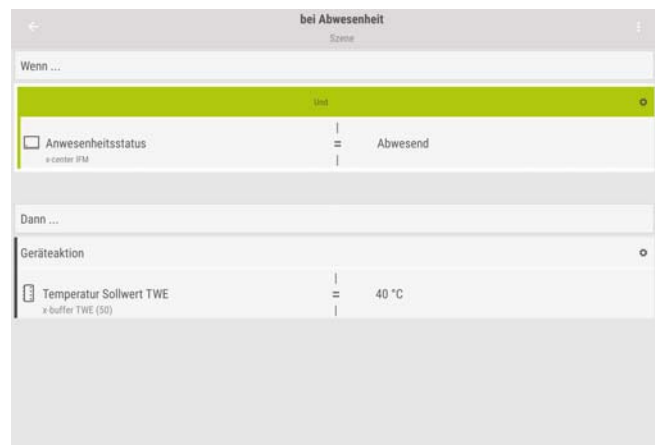 bei Abwesenheit
Szene
Wenn ...
Und
Anwesenheitsstatus = Abwesend
x-center IFM
Dann ...
Geräteaktion
Temperatur Sollwert TWE = 40 °C
x-buffer TWE (50)